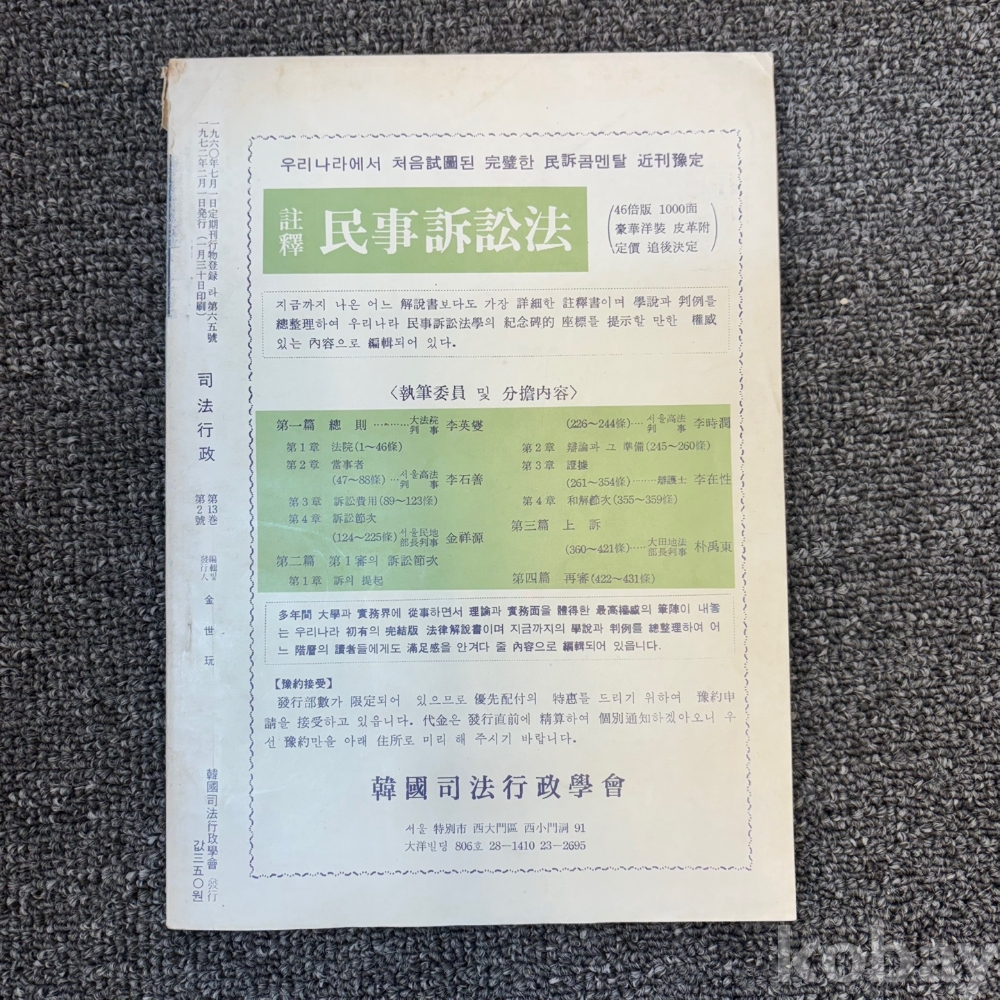 우리나라에서 처음試圖된 完璧한 民訴콤멘탈 近刊豫定
註釋 民事訴訟法
46倍版 1000面
豪華洋裝 皮革附
定價 追後決定
지금까지 나온 어느 解說書보다도 가장 詳細한 註釋書이며 學說과 判例를
總整理하여 우리나라 民事訴訟法學의 紀念碑的 座標를 提示할 만한 權威
있는 內容으로 編輯되어 있다.
〈執筆委員 및 分擔内容〉
第一篇 總則………大法院判事 李英燮
第1章 法院(1~46條)
第2章 當事者
(47~88條)…서울高法判事 李石善
第3章 訴訟費用(89~123條)
第4章 訴訟節次
(124~225條)서울民地部長判事 金祥源
第二篇 第1審의 訴訟節次
第1章 訴의 提起
(226~244條)……서울高法判事 李時潤
第2章 辯論과 그 準備(245~260條)
第3章 證據
(261~354條)……辯護士 李在性
第4章 和解節次(355~359條)
第三篇 上訴
(360~421條)……大田地法部長判事 朴禹東
第四篇 再審(422~431條)
多年間 大學과 實務界에 從事하면서 理論과 實務面을 體得한 最高權威의 筆陣이 내놓
는 우리나라 初有의 完結版 法律解說書이며 지금까지의 學說과 判例를 總整理하여 어
느 階層의 讀者들에게도 滿足感을 안겨다 줄 內容으로 編輯되어 있읍니다.
【豫約接受】
發行部數가 限定되어 있으므로 優先配付의 特惠를 드리기 위하여 豫約申
請을 接受하고 있읍니다. 代金은 發行直前에 精算하여 個別通知하겠아오니 우
선 豫約만을 아래 住所로 미리 해 주시기 바랍니다.
韓國司法行政學會
서울 特別市 西大門區 西小門洞 91
大洋빌딩 806호 28—1410 23—2695
一九六〇年七月一日定期刊行物登録 라 第六五號
一九七二年二月一日発行(一月三十日印刷)
司法行政
第13巻
第2號
編輯및
發行人
金世玩
韓國司法行政學會 發行
값三五〇원
kobay